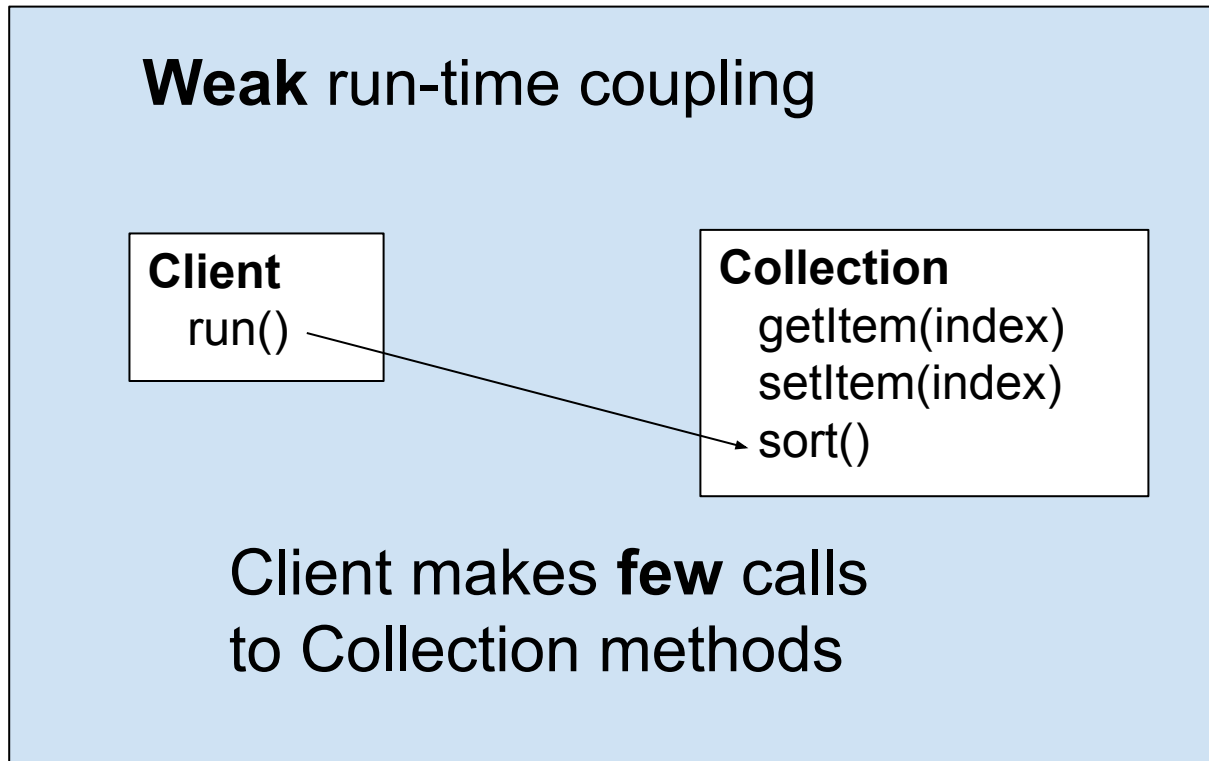 Weak run-time coupling
Client
run()
Collection
getItem(index)
setItem(index)
sort()
Client makes few calls
to Collection methods